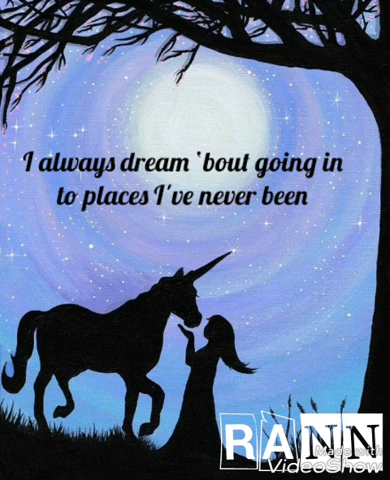 I always dream 'bout going in
to places I've never been
RANN
Made with
VideoShow